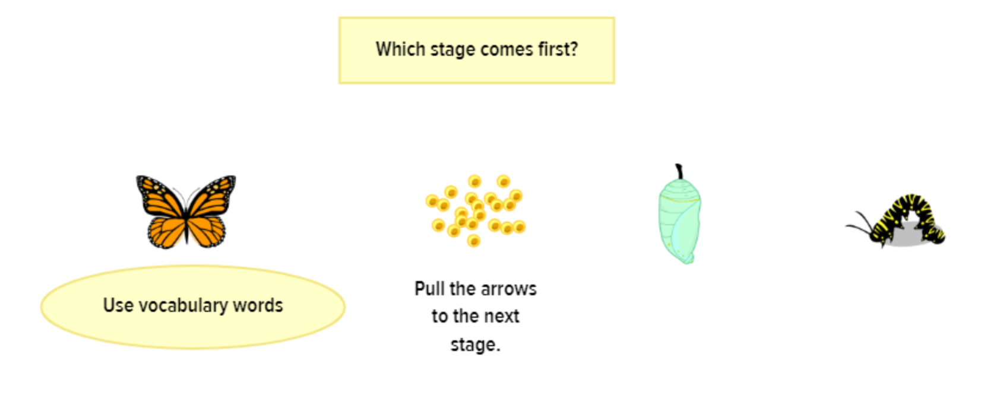 Which stage comes first?
Use vocabulary words
Pull the arrows
to the next
stage.